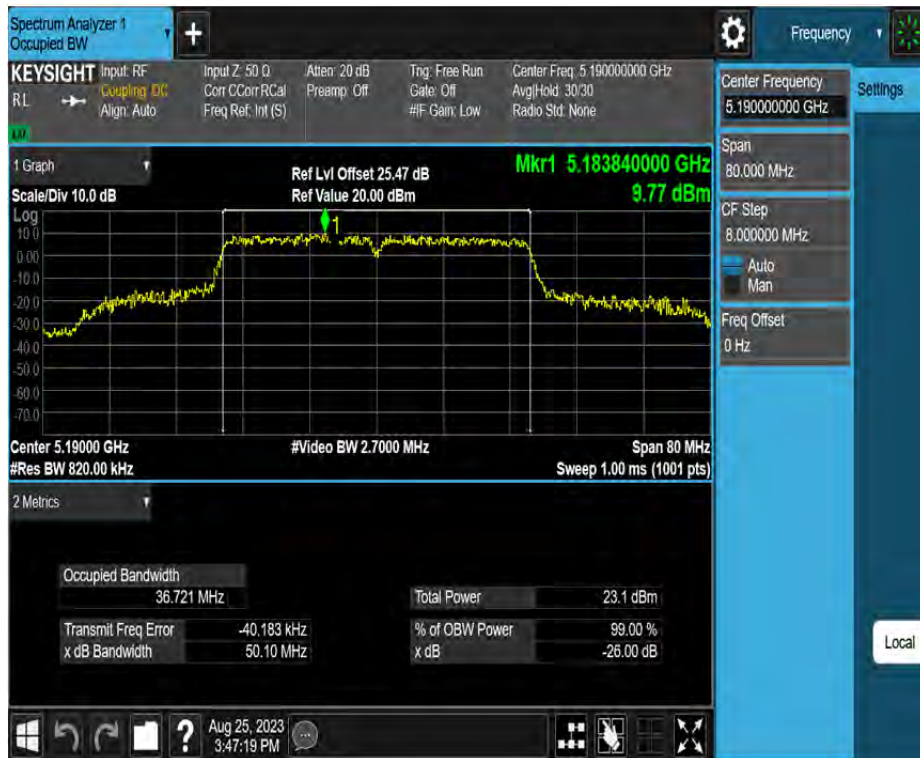 Spectrum Analyzer 1
Occupied BW
+
Frequency
KEYSIGHT
RL
Input: RF
Coupling: DC
Align: Auto
Input Z: 50 Ω
Corr CCorr RCal
Freq Ref: Int (S)
Atten: 20 dB
Preamp: Off
Trig: Free Run
Gate: Off
#IF Gain: Low
Center Freq: 5.190000000 GHz
Avg|Hold: 30/30
Radio Std: None
Center Frequency
5.190000000 GHz
Settings
Span
80.000 MHz
CF Step
8.000000 MHz
Auto
Man
Freq Offset
0 Hz
1 Graph
Scale/Div 10.0 dB
Ref Lvl Offset 25.47 dB
Ref Value 20.00 dBm
Mkr1 5.183840000 GHz
9.77 dBm
Log
10.0
0.00
-10.0
-20.0
-30.0
-40.0
-50.0
-60.0
-70.0
1
Center 5.19000 GHz
#Res BW 820.00 kHz
#Video BW 2.7000 MHz
Span 80 MHz
Sweep 1.00 ms (1001 pts)
2 Metrics
Occupied Bandwidth
36.721 MHz
Total Power 23.1 dBm
Transmit Freq Error -40.183 kHz
% of OBW Power 99.00 %
x dB Bandwidth 50.10 MHz
x dB -26.00 dB
Local
?
Aug 25, 2023
3:47:19 PM